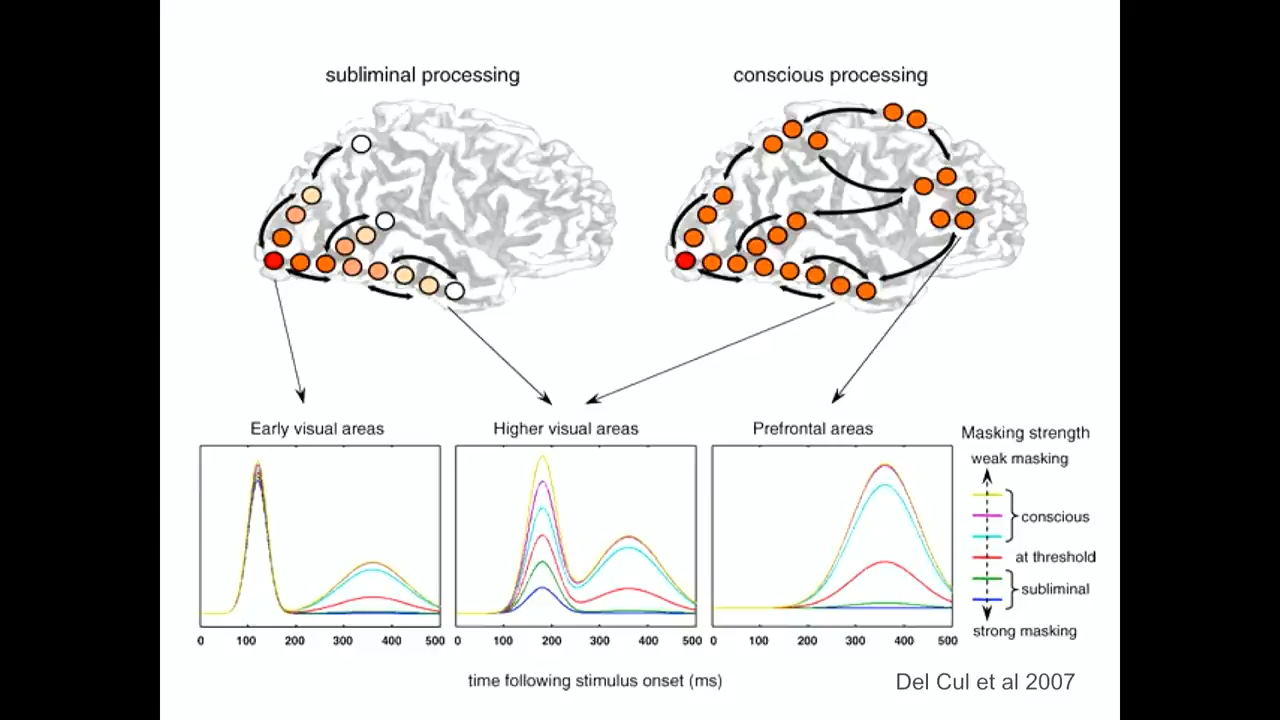 subliminal processing
conscious processing
Early visual areas
Higher visual areas
Prefrontal areas
Masking strength
weak masking
conscious
at threshold
subliminal
strong masking
0 100 200 300 400 500
0 100 200 300 400 500
0 100 200 300 400 500
time following stimulus onset (ms)
Del Cul et al 2007